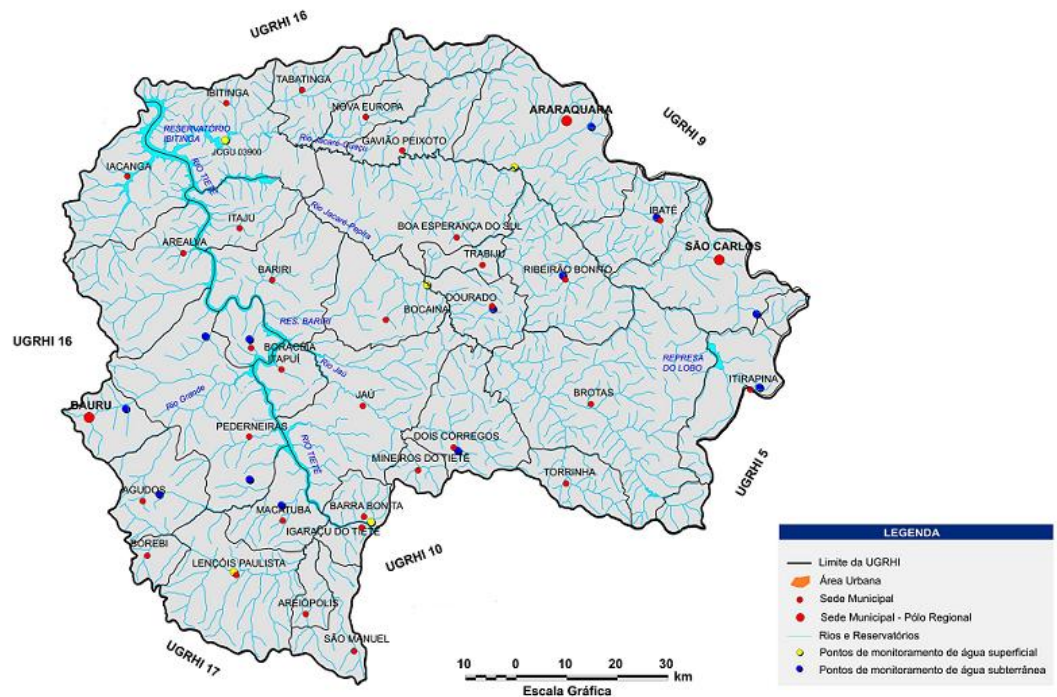 UGRHI 16
TABATINGA
IBITINGA
NOVA EUROPA
ARARAQUARA
UGRHI 9
RESERVATÓRIO
IBITINGA
JCGU 03900
Rio Jacaré-Guaçú
GAVIÃO PEIXOTO
IACANGA
RIO TIETÊ
Rio Jacaré-Pepira
ITAJU
BOA ESPERANÇA DO SUL
IBATÉ
AREALVA
TRABIJU
SÃO CARLOS
BARIRI
RIBEIRÃO BONITO
DOURADO
BOCAINA
RES. BARIRI
UGRHI 16
BORACÉIA
ITAPUÍ
Rio Jaú
REPRESA
DO LOBO
ITIRAPINA
Rio Grande
JAÚ
BROTAS
BAURU
PEDERNEIRAS
RIO TIETÊ
DOIS CÓRREGOS
MINEIROS DO TIETÊ
TORRINHA
UGRHI 5
AGUDOS
MACATUBA
BARRA BONITA
IGARAÇU DO TIETÊ
UGRHI 10
BOREBI
LENÇÓIS PAULISTA
AREIÓPOLIS
SÃO MANUEL
UGRHI 17
LEGENDA
Limite da UGRHI
Área Urbana
Sede Municipal
Sede Municipal - Pólo Regional
Rios e Reservatórios
Pontos de monitoramento de água superficial
Pontos de monitoramento de água subterrânea
10 0 10 20 30
km
Escala Gráfica